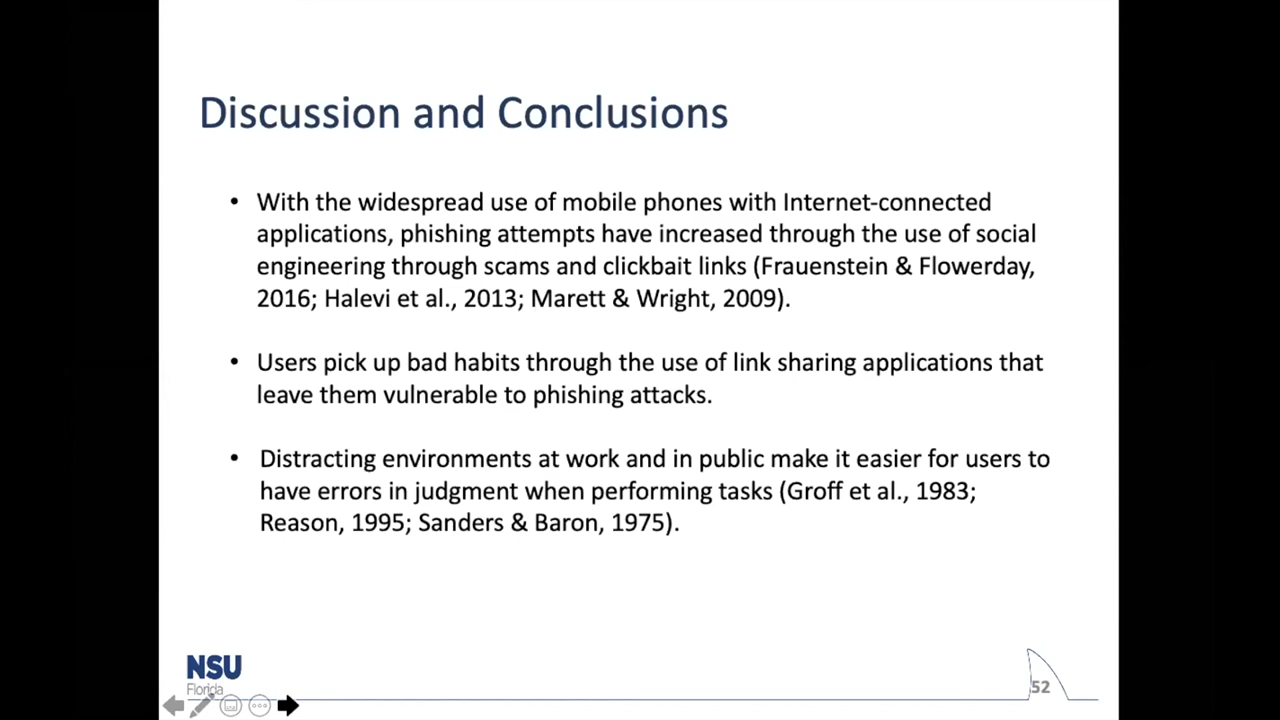 Discussion and Conclusions
• With the widespread use of mobile phones with Internet-connected
applications, phishing attempts have increased through the use of social
engineering through scams and clickbait links (Frauenstein & Flowerday,
2016; Halevi et al., 2013; Marett & Wright, 2009).
• Users pick up bad habits through the use of link sharing applications that
leave them vulnerable to phishing attacks.
• Distracting environments at work and in public make it easier for users to
have errors in judgment when performing tasks (Groff et al., 1983;
Reason, 1995; Sanders & Baron, 1975).
NSU
Florida
52